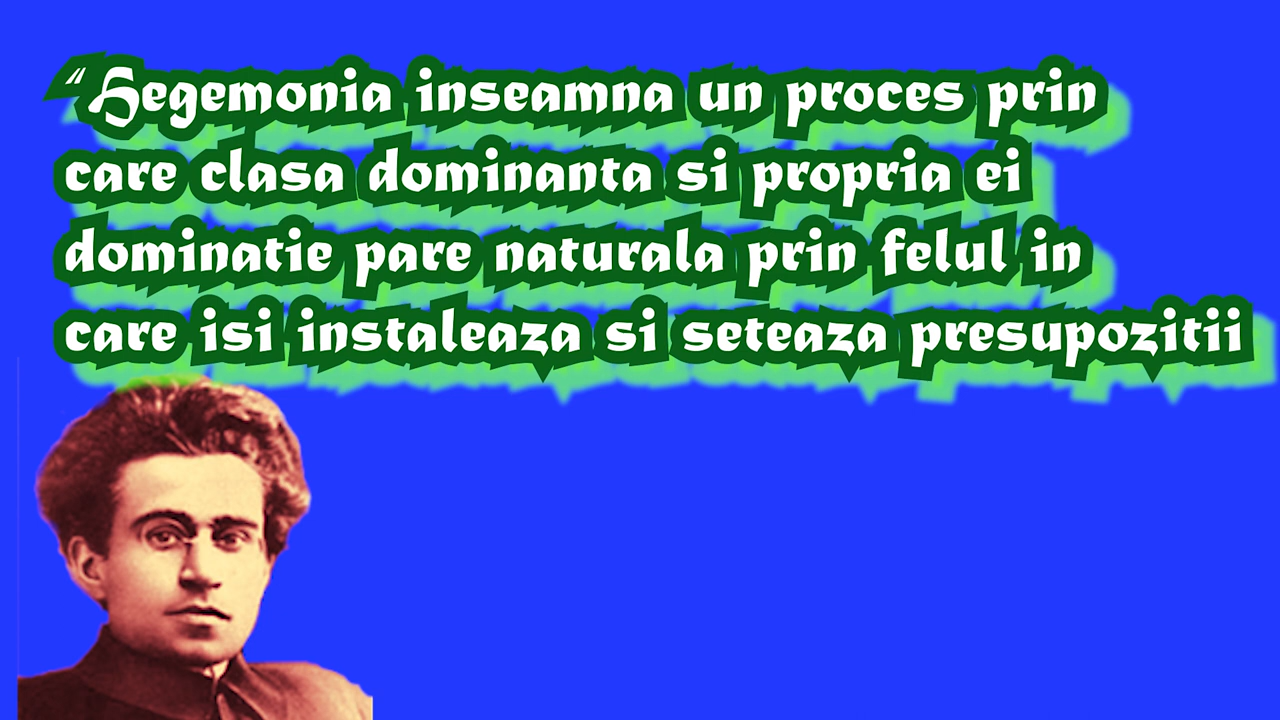 “Hegemonia inseamna un proces prin
care clasa dominanta si propria ei
dominatie pare naturala prin felul in
care isi instaleaza si seteaza presupozitii